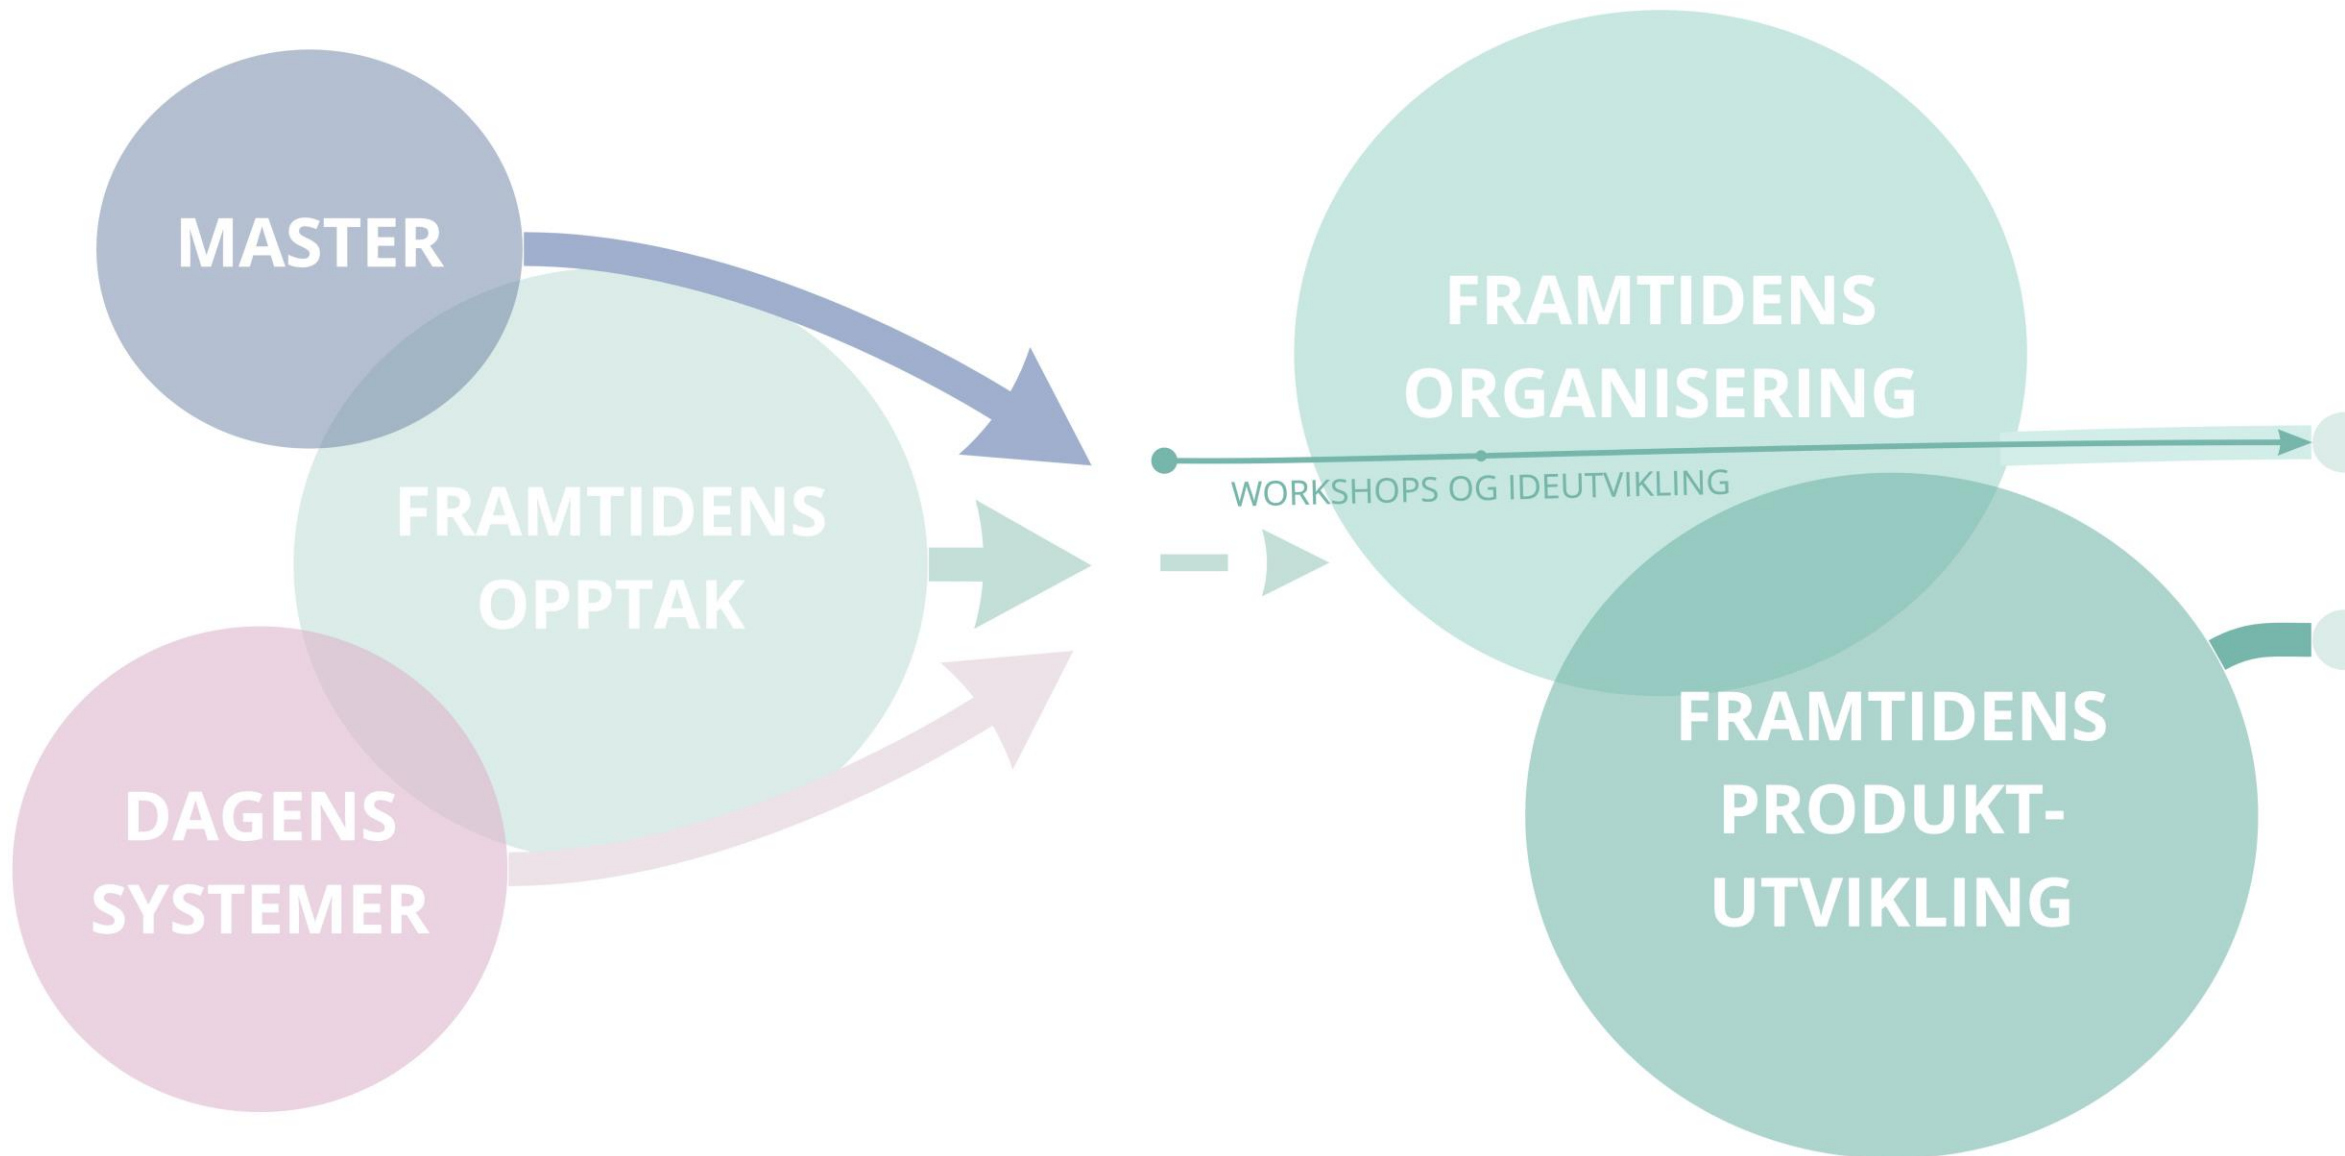 MASTER
FRAMTIDENS
OPPTAK
DAGENS
SYSTEMER
FRAMTIDENS
ORGANISERING
WORKSHOPS OG IDEUTVIKLING
FRAMTIDENS
PRODUKT-
UTVIKLING